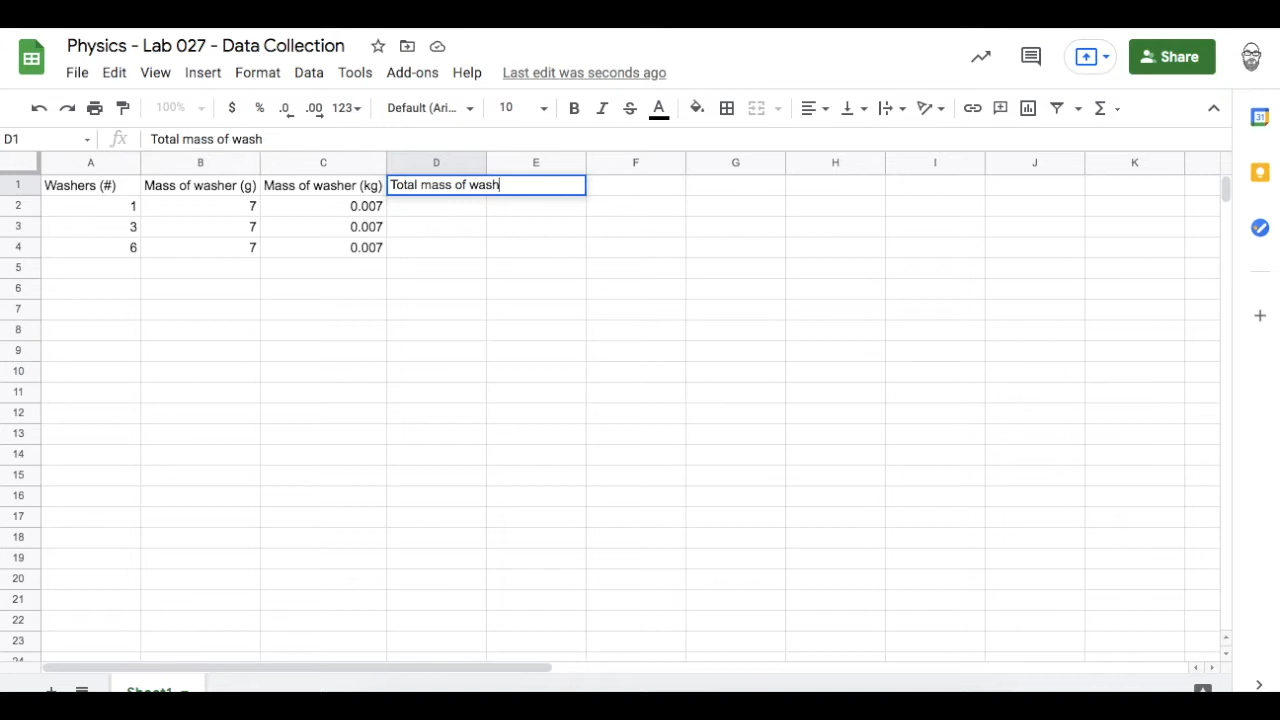 Physics - Lab 027 - Data Collection
File Edit View Insert Format Data Tools Add-ons Help Last edit was seconds ago
Share
100% $ % .0 .00 123 Default (Ari... 10 B I S A Σ
31
D1 fx Total mass of wash
A B C D E F G H I J K
1 Washers (#) Mass of washer (g) Mass of washer (kg) Total mass of wash
2 1 7 0.007
3 3 7 0.007
4 6 7 0.007
5
6
7
8
9
10
11
12
13
14
15
16
17
18
19
20
21
22
23
24
Sheet1